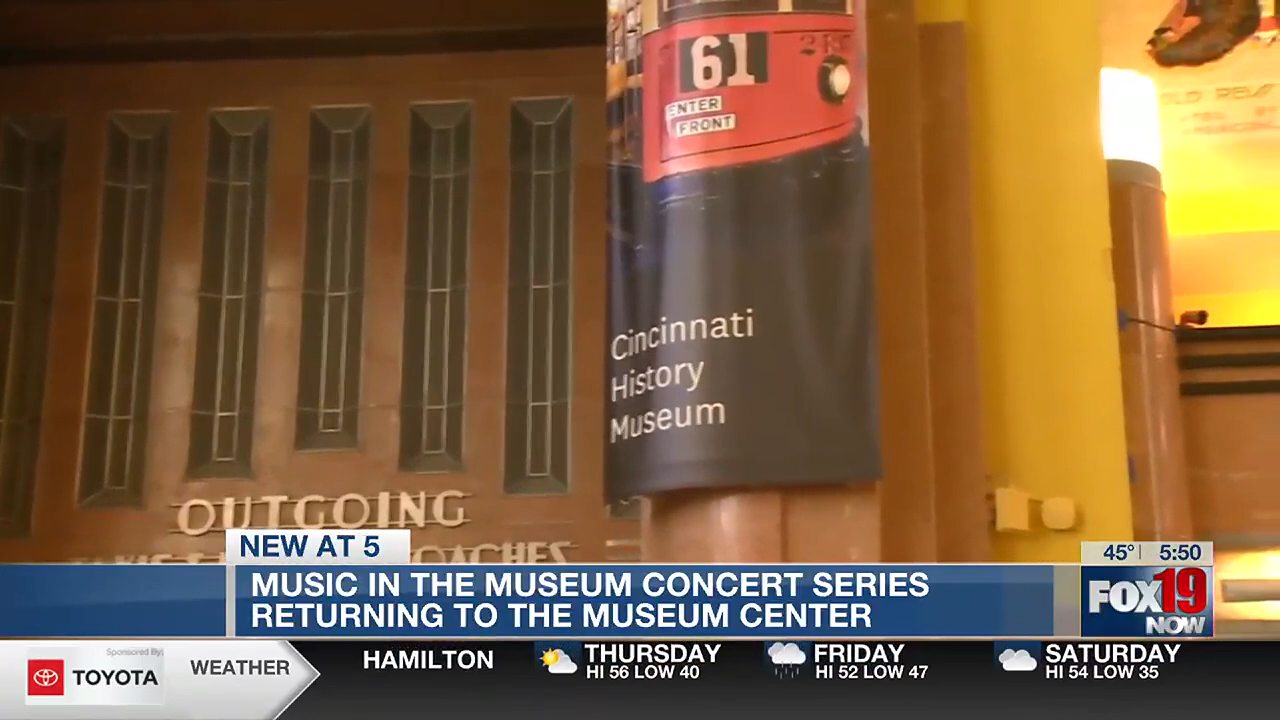 61
ENTER
FRONT
Cincinnati
History
Museum
OUTGOING
NEW AT 5
MUSIC IN THE MUSEUM CONCERT SERIES
RETURNING TO THE MUSEUM CENTER
45° 5:50
FOX19
NOW
Sponsored By:
TOYOTA
WEATHER
HAMILTON
THURSDAY
HI 56 LOW 40
FRIDAY
HI 52 LOW 47
SATURDAY
HI 54 LOW 35